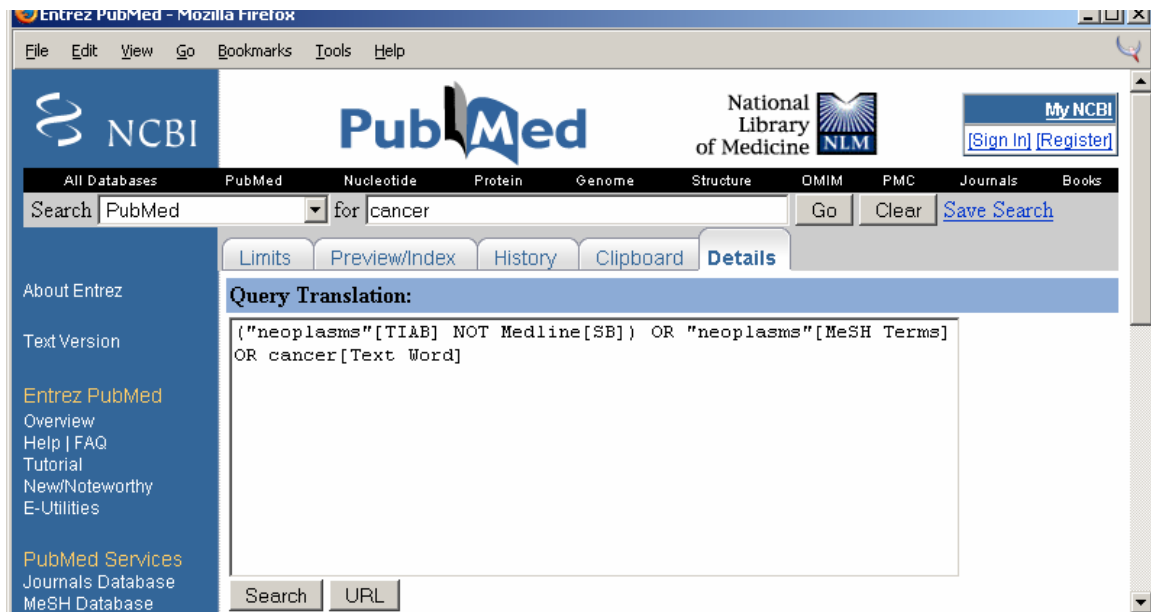 Entrez PubMed - Mozilla Firefox
File Edit View Go Bookmarks Tools Help
NCBI
PubMed
National
Library
of Medicine NLM
My NCBI
[Sign In] [Register]
All Databases PubMed Nucleotide Protein Genome Structure OMIM PMC Journals Books
Search PubMed for cancer Go Clear Save Search
Limits Preview/Index History Clipboard Details
About Entrez
Text Version
Entrez PubMed
Overview
Help | FAQ
Tutorial
New/Noteworthy
E-Utilities
PubMed Services
Journals Database
MeSH Database
Query Translation:
("neoplasms"[TIAB] NOT Medline[SB]) OR "neoplasms"[MeSH Terms]
OR cancer[Text Word]
Search URL